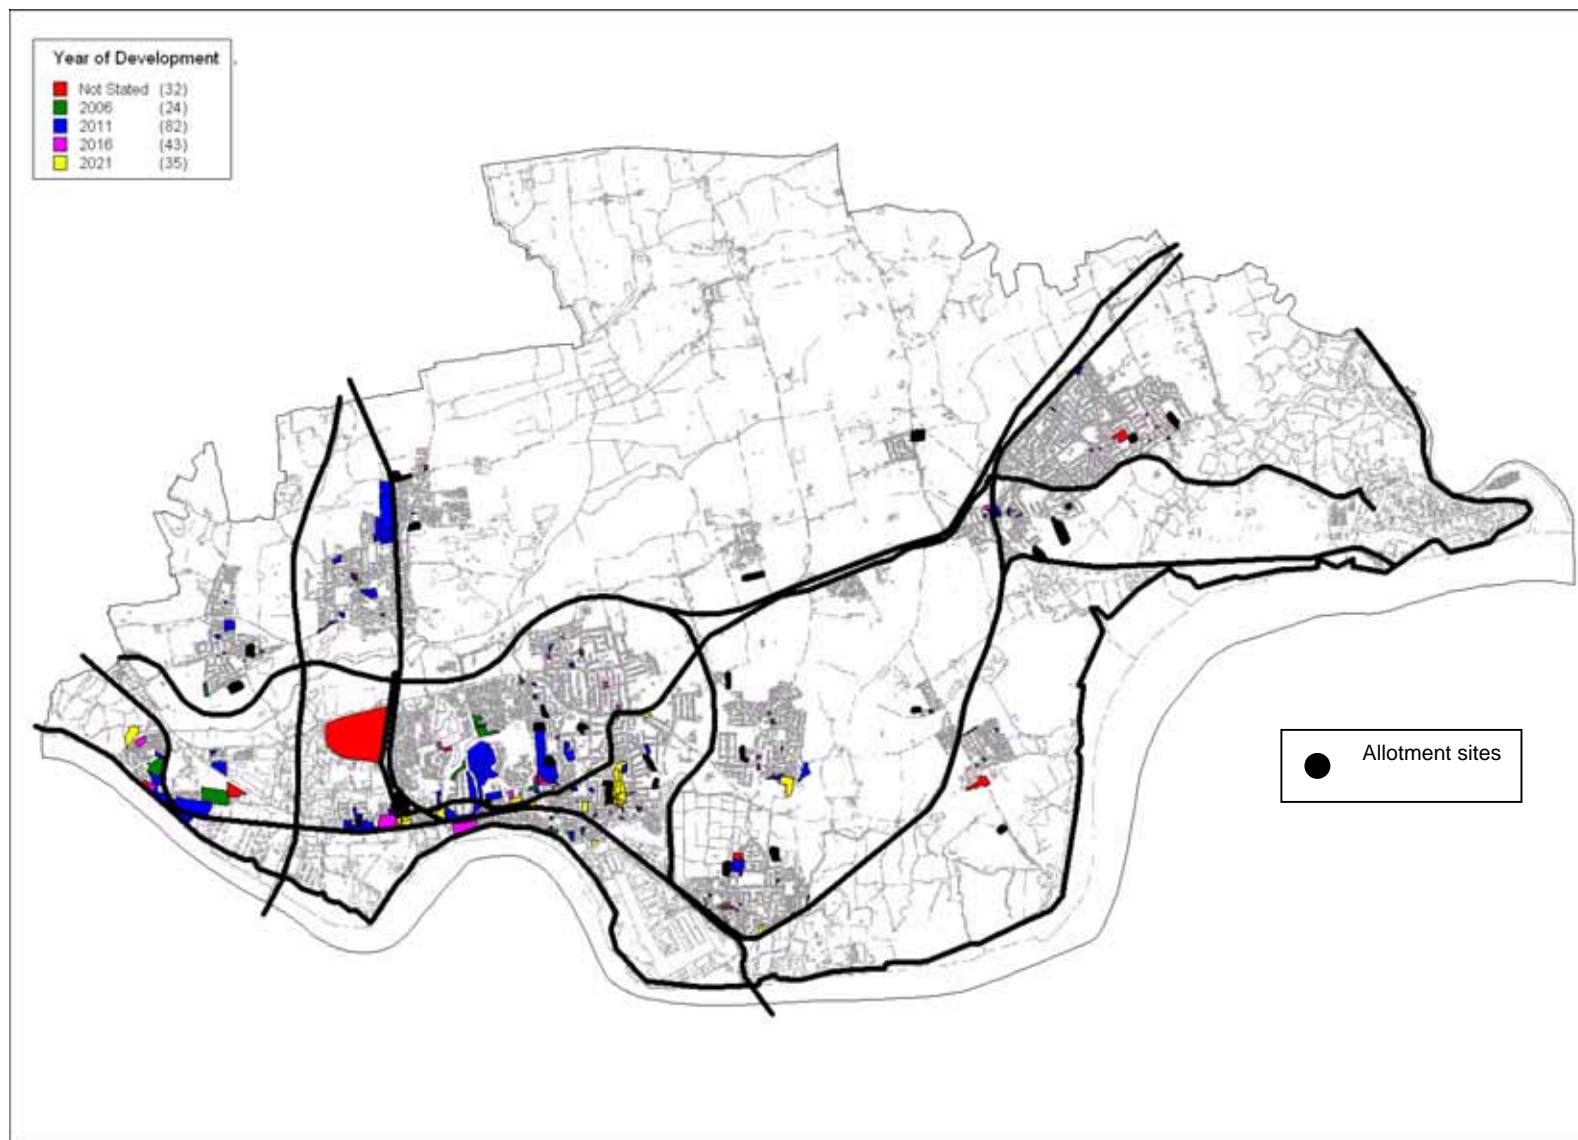 Year of Development
Not Stated (32)
2006 (24)
2011 (82)
2016 (43)
2021 (35)
Allotment sites